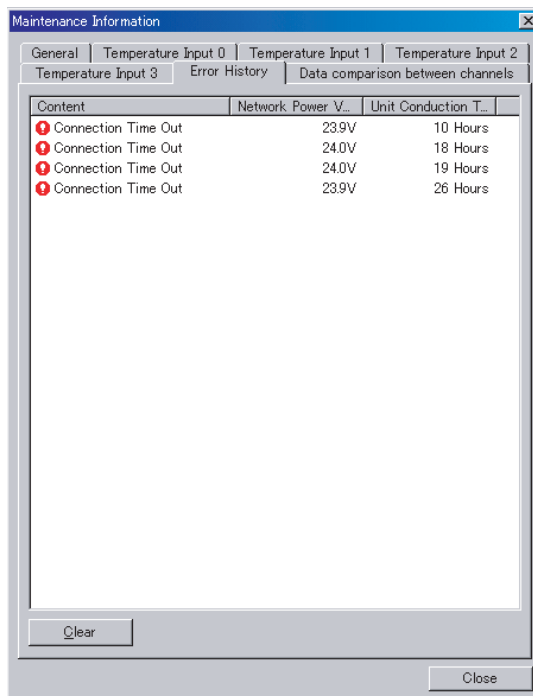 Maintenance Information
General Temperature Input 0 Temperature Input 1 Temperature Input 2
Temperature Input 3 Error History Data comparison between channels
Content Network Power V... Unit Conduction T...
Connection Time Out 23.9V 10 Hours
Connection Time Out 24.0V 18 Hours
Connection Time Out 24.0V 19 Hours
Connection Time Out 23.9V 26 Hours
Clear
Close